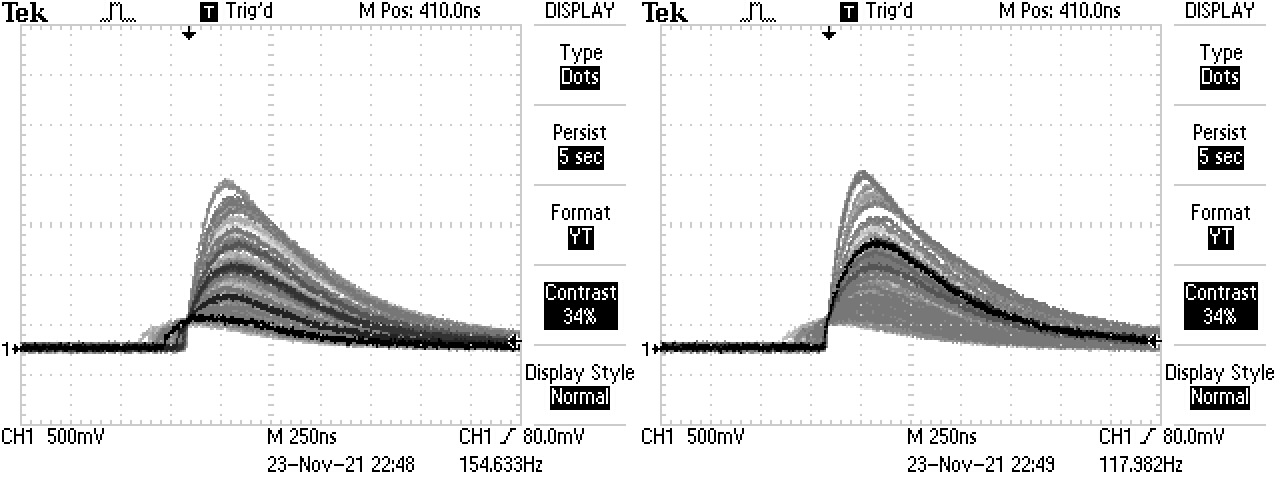 Tek T Trig'd M Pos: 410.0ns DISPLAY
Type
Dots
Persist
5 sec
Format
YT
Contrast
34%
Display Style
Normal
1
CH1 500mV M 250ns CH1 80.0mV
23-Nov-21 22:48 154.633Hz
Tek T Trig'd M Pos: 410.0ns DISPLAY
Type
Dots
Persist
5 sec
Format
YT
Contrast
34%
Display Style
Normal
1
CH1 500mV M 250ns CH1 80.0mV
23-Nov-21 22:49 117.982Hz